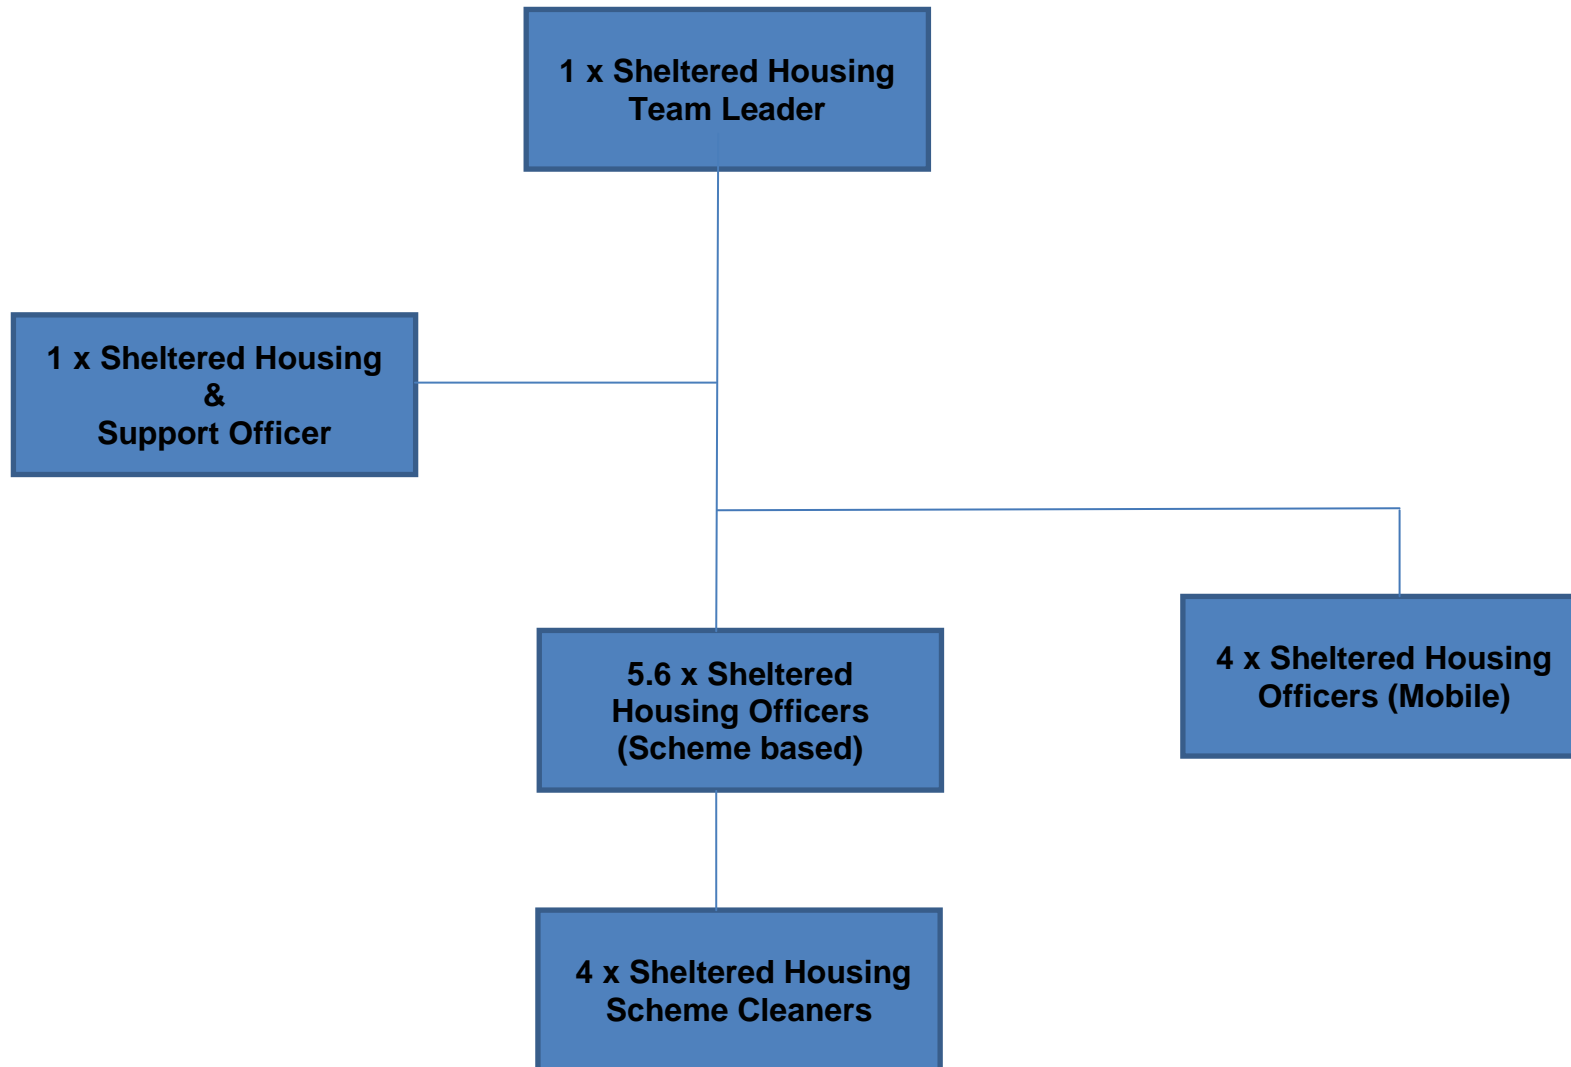 1 x Sheltered Housing
Team Leader
1 x Sheltered Housing
&
Support Officer
5.6 x Sheltered
Housing Officers
(Scheme based)
4 x Sheltered Housing
Officers (Mobile)
4 x Sheltered Housing
Scheme Cleaners